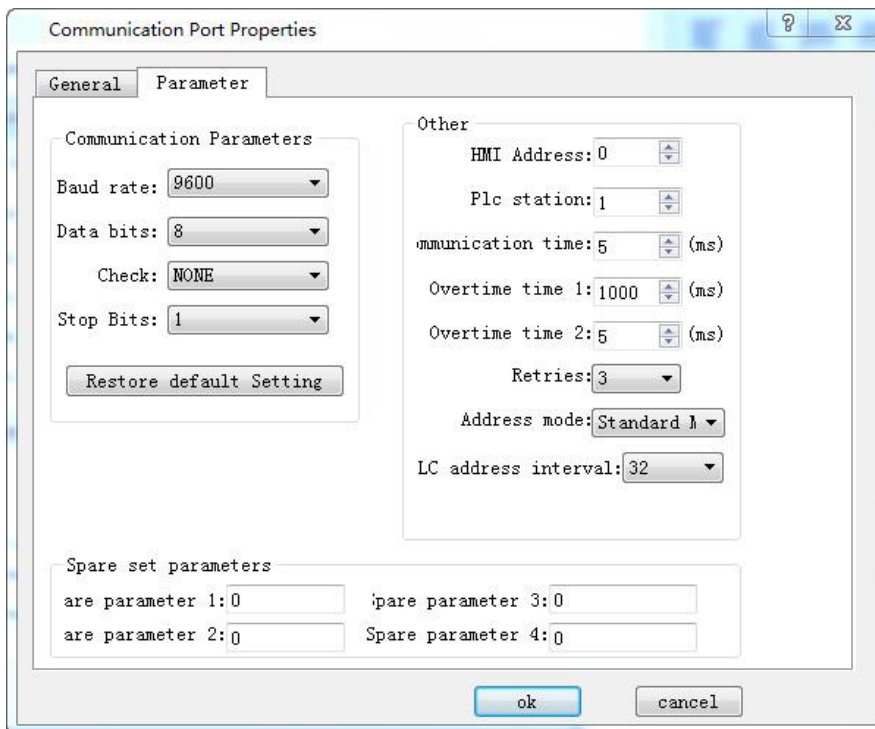 Communication Port Properties
General
Parameter
Communication Parameters
Baud rate: 9600
Data bits: 8
Check: NONE
Stop Bits: 1
Restore default Setting
Other
HMI Address: 0
Plc station: 1
mmunication time: 5 (ms)
Overtime time 1: 1000 (ms)
Overtime time 2: 5 (ms)
Retries: 3
Address mode: Standard M
LC address interval: 32
Spare set parameters
are parameter 1: 0
pare parameter 3: 0
are parameter 2: 0
Spare parameter 4: 0
ok
cancel